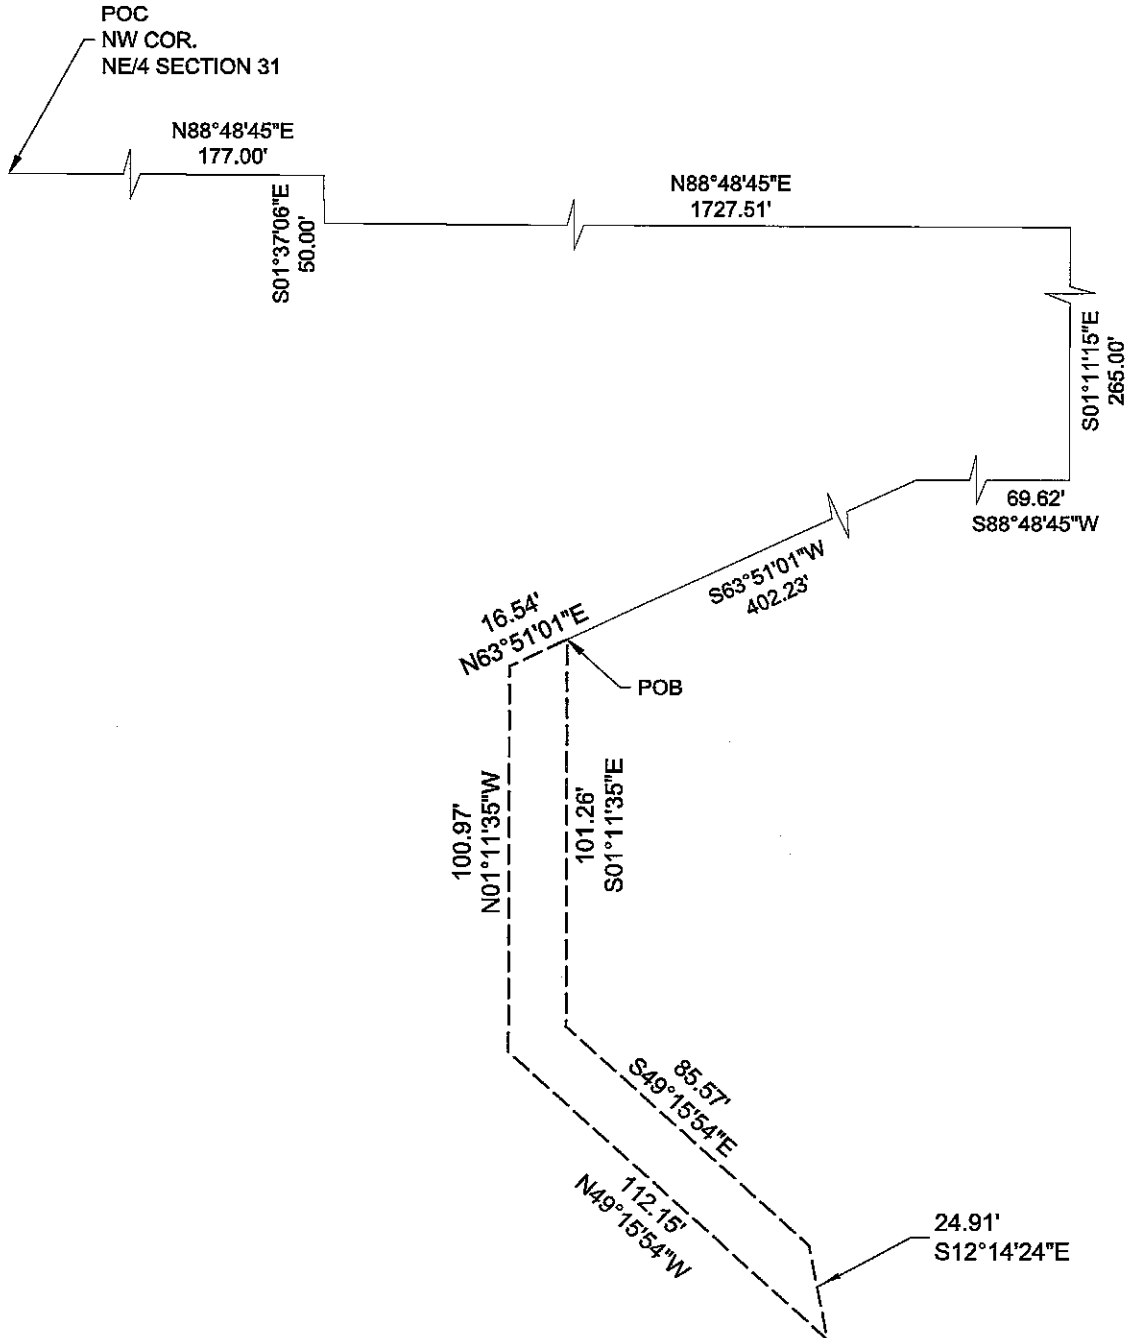 POC
NW COR.
NE/4 SECTION 31
N88°48'45"E
177.00'
S01°37'06"E
50.00'
N88°48'45"E
1727.51'
S01°11'15"E
265.00'
69.62'
S88°48'45"W
S63°51'01"W
402.23'
16.54'
N63°51'01"E
POB
100.97'
N01°11'35"W
101.26'
S01°11'35"E
85.57'
S49°15'54"E
112.15'
N49°15'54"W
24.91'
S12°14'24"E